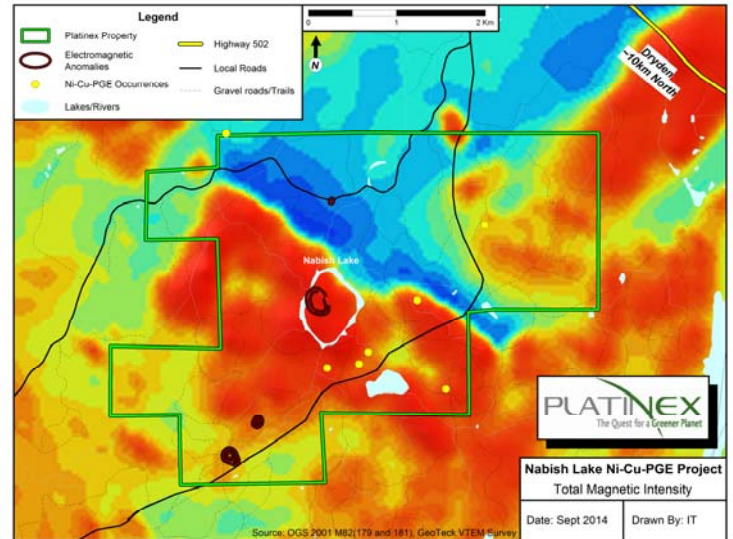 Legend
Platinex Property
Electromagnetic
Anomalies
Ni-Cu-PGE Occurrences
Lakes/Rivers
Highway 502
Local Roads
Gravel roads/Trails
0 1 2 Km
N
Dryden
~10km North
Nabish Lake
PLATINEX
The Quest for a Greener Planet
Nabish Lake Ni-Cu-PGE Project
Total Magnetic Intensity
Date: Sept 2014
Drawn By: IT
Source: OGS 2001 M82(179 and 181), GeoTeck VTEM Survey